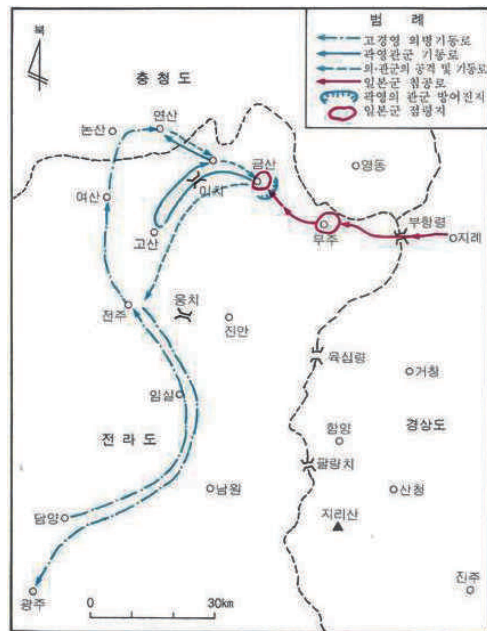 범 례
고경명 의병기동로
곽영관군 기동로
의·관군의 공격 및 기동로
일본군 침공로
곽영의 관군 방어진지
일본군 점령지
북
충청도
논산
연산
금산
영동
이치
여산
고산
무주
부항령
지례
전주
웅치
진안
육십령
거창
임실
함양
경상도
전라도
팔량치
남원
산청
담양
지리산
광주
진주
0
30km